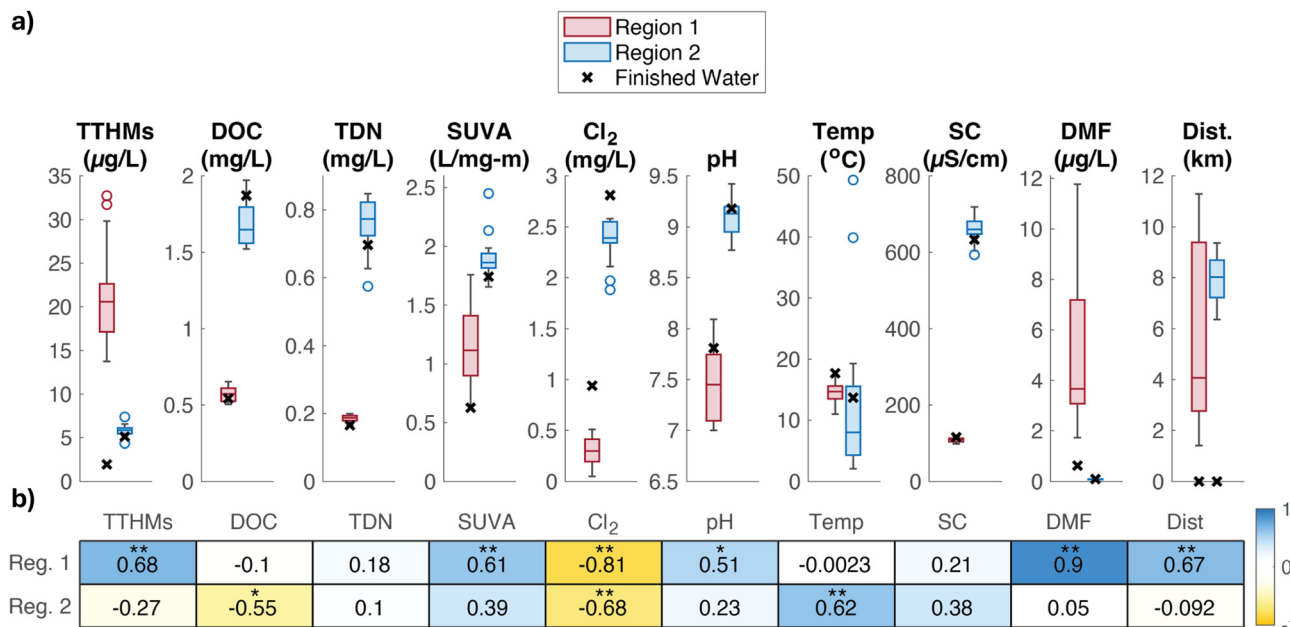 a)
Region 1
Region 2
Finished Water
TTHMs DOC TDN SUVA Cl₂ pH Temp SC DMF Dist.
(µg/L) (mg/L) (mg/L) (L/mg-m) (mg/L) (°C) (µS/cm) (µg/L) (km)
35 2 2.5 3 9.5 50 800 12 12
30 0.8 2 2.5 9 40 10 10
25 1.5 600
20 0.6 1.5 2 8.5 30 8 8
1 1.5 8 400 6 6
15 0.4 1 20
10 0.5 1 7.5 200 4 4
5 0.2 0.5 0.5 7 10 2 2
0 0 0 0 0 6.5 0 0 0 0
b)
TTHMs DOC TDN SUVA Cl₂ pH Temp SC DMF Dist
** ** ** * ** ** 1
Reg. 1 0.68 -0.1 0.18 0.61 -0.81 0.51 -0.0023 0.21 0.9 0.67
0
* ** **
Reg. 2 -0.27 -0.55 0.1 0.39 -0.68 0.23 0.62 0.38 0.05 -0.092